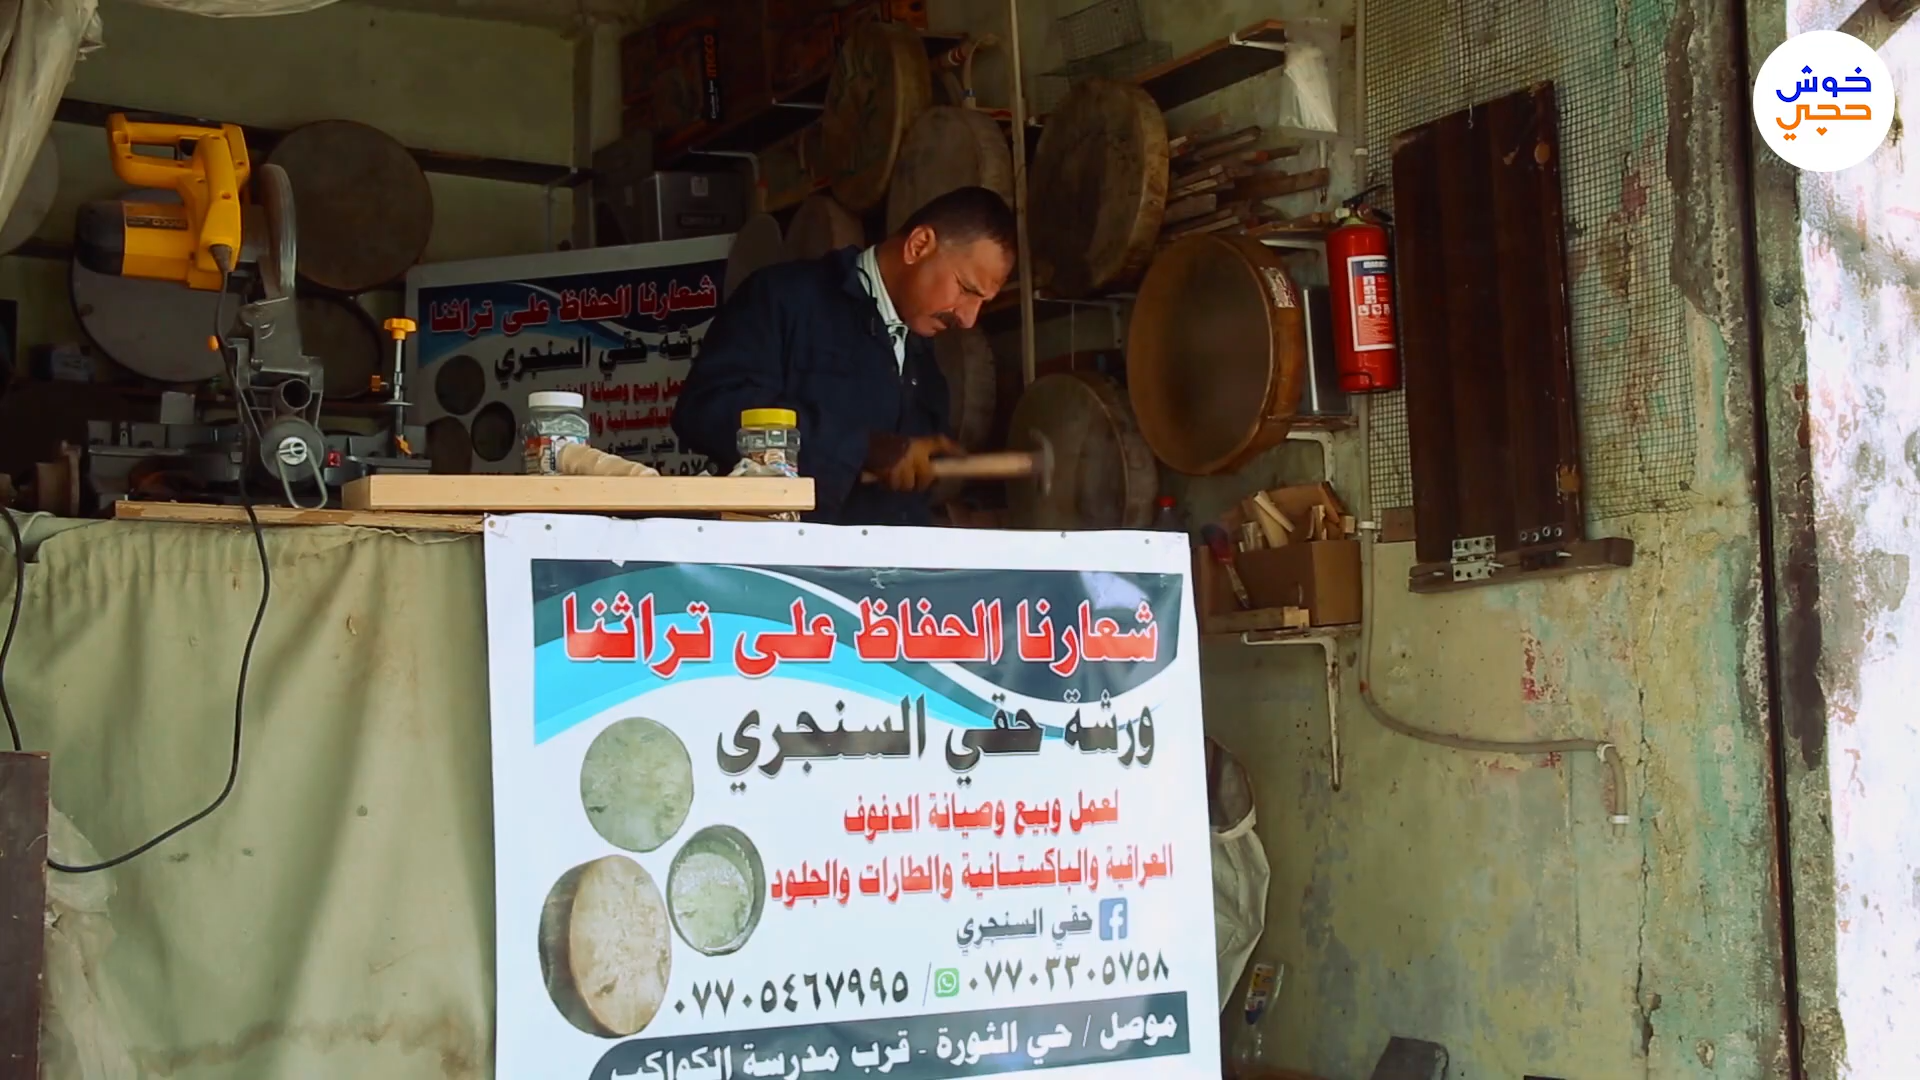 خوش
حجي
maco
شعارنا الحفاظ على تراثنا
ورشة حقي السنجري
شعارنا الحفاظ على تراثنا
ورشة حقي السنجري
لعمل وبيع وصيانة الدفوف
العراقية والباكستانية والطارات والجلود
حقي السنجري
٠٧٧٠٣٣٠٥٧٥٨ / ٠٧٧٠٥٤٦٧٩٩٥
موصل / حي الثورة - قرب مدرسة الكواكب